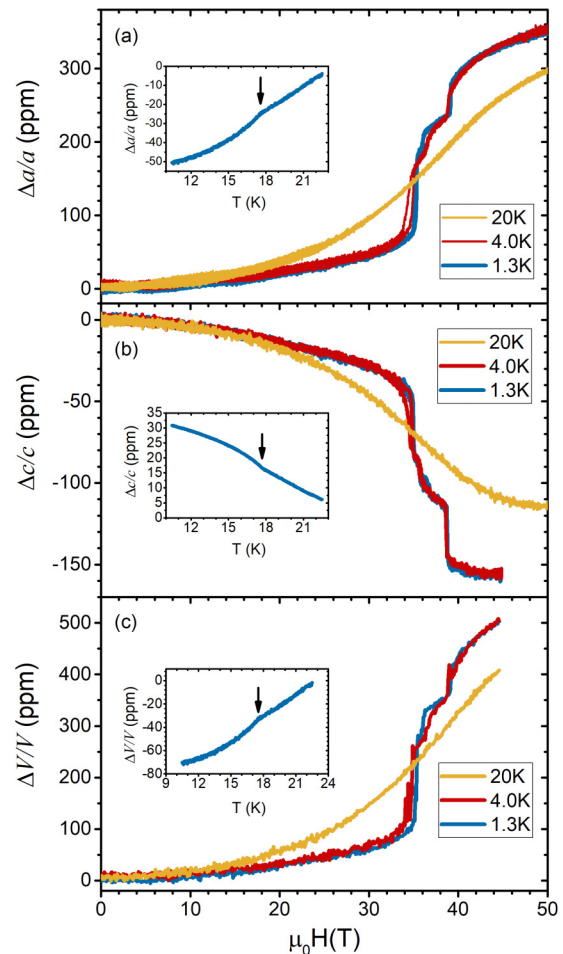 (a)
Δa/a (ppm)
300
200
100
0
Δa/a (ppm)
0
-10
-20
-30
-40
-50
12 15 18 21
T (K)
20K
4.0K
1.3K
(b)
Δc/c (ppm)
0
-50
-100
-150
Δc/c (ppm)
35
30
25
20
15
10
5
0
12 15 18 21
T (K)
20K
4.0K
1.3K
(c)
ΔV/V (ppm)
500
400
300
200
100
0
ΔV/V (ppm)
0
-20
-40
-60
-80
9 12 15 18 21 24
T (K)
20K
4.0K
1.3K
0 10 20 30 40 50
μ0H(T)